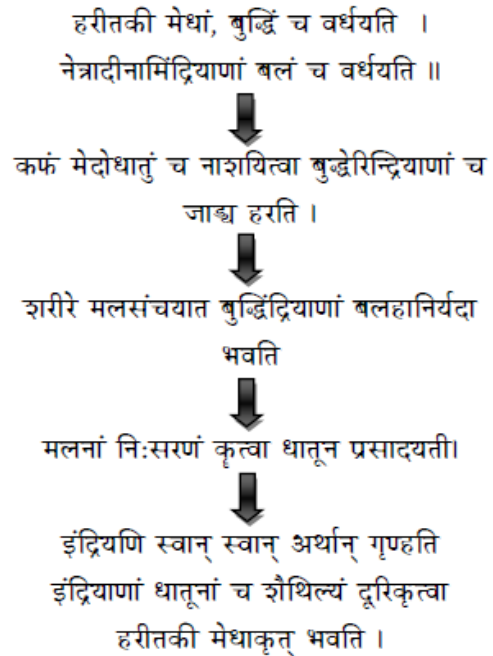 हरीतकी मेधां, बुद्धिं च वर्धयति ।
नेत्रादीनामिंद्रियाणां बलं च वर्धयति ॥
कफं मेदोधातुं च नाशयित्वा बुद्धेरिन्द्रियाणां च
जाड्य हरति ।
शरीरे मलसंचयात बुद्धिंद्रियाणां बलहानिर्यदा
भवति
मलनां निःसरणं कृत्वा धातून प्रसादयती।
इंद्रियणि स्वान् स्वान् अर्थान् गृण्हति
इंद्रियाणां धातूनां च शैथिल्यं दूरिकृत्वा
हरीतकी मेधाकृत् भवति ।